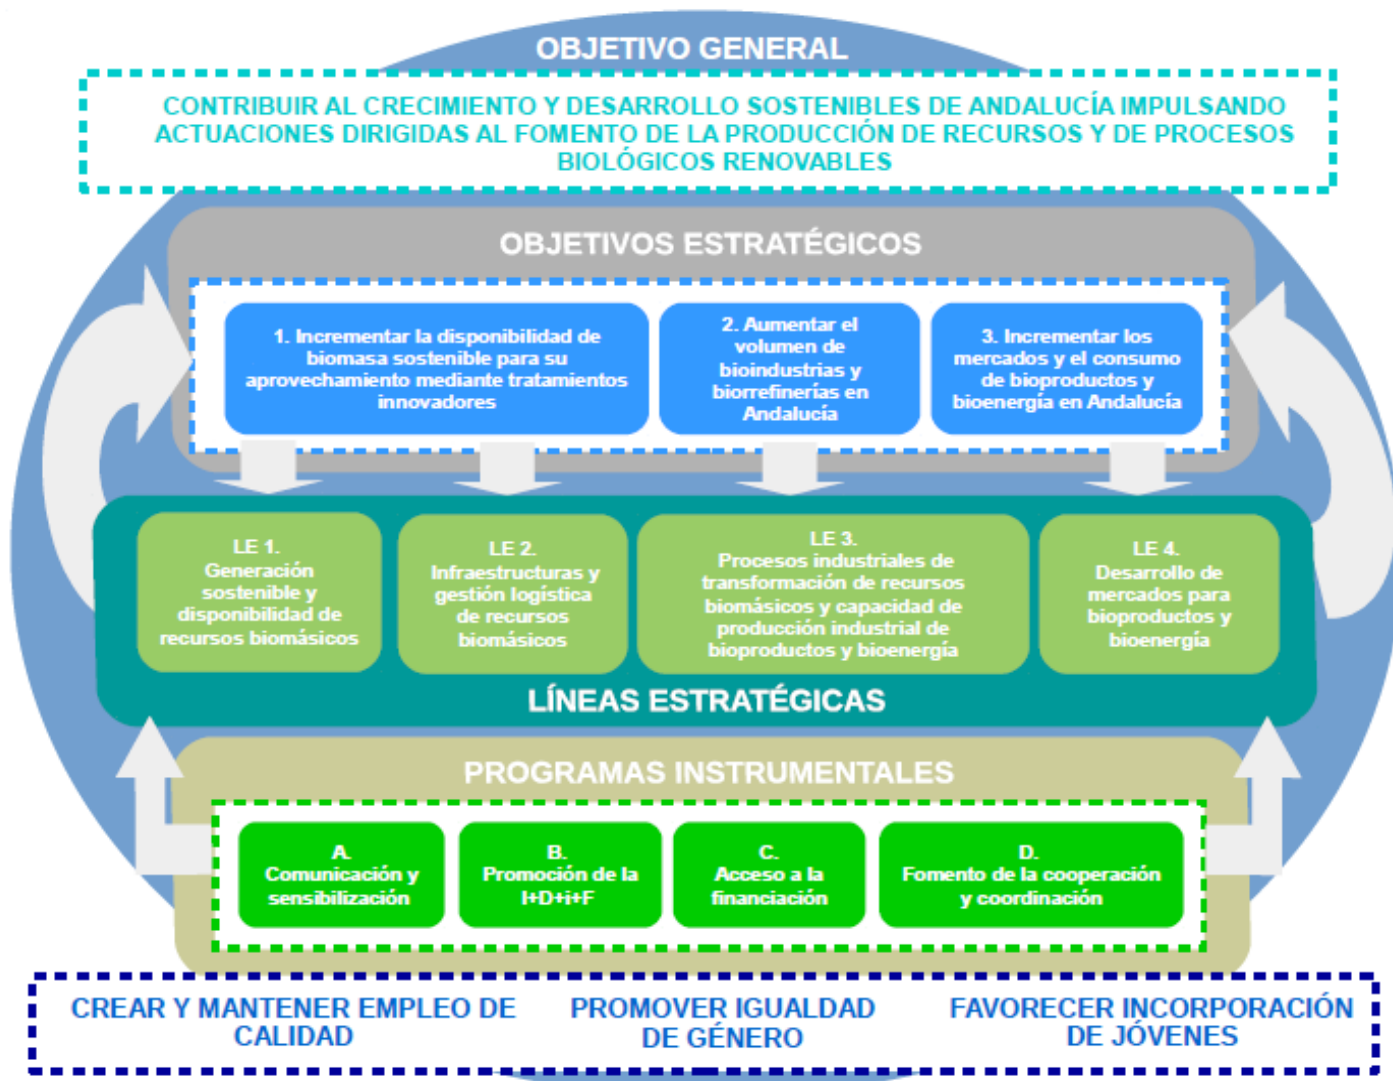 OBJETIVO GENERAL
CONTRIBUIR AL CRECIMIENTO Y DESARROLLO SOSTENIBLES DE ANDALUCÍA IMPULSANDO
ACTUACIONES DIRIGIDAS AL FOMENTO DE LA PRODUCCIÓN DE RECURSOS Y DE PROCESOS
BIOLÓGICOS RENOVABLES
OBJETIVOS ESTRATÉGICOS
1. Incrementar la disponibilidad de
biomasa sostenible para su
aprovechamiento mediante tratamientos
innovadores
2. Aumentar el
volumen de
bioindustrias y
biorrefinerías en
Andalucía
3. Incrementar los
mercados y el consumo
de bioproductos y
bioenergía en Andalucía
LE 1.
Generación
sostenible y
disponibilidad de
recursos biomásicos
LE 2.
Infraestructuras y
gestión logística
de recursos
biomásicos
LE 3.
Procesos industriales de
transformación de recursos
biomásicos y capacidad de
producción industrial de
bioproductos y bioenergía
LE 4.
Desarrollo de
mercados para
bioproductos y
bioenergía
LÍNEAS ESTRATÉGICAS
PROGRAMAS INSTRUMENTALES
A.
Comunicación y
sensibilización
B.
Promoción de la
I+D+i+F
C.
Acceso a la
financiación
D.
Fomento de la cooperación
y coordinación
CREAR Y MANTENER EMPLEO DE
CALIDAD
PROMOVER IGUALDAD
DE GÉNERO
FAVORECER INCORPORACIÓN
DE JÓVENES